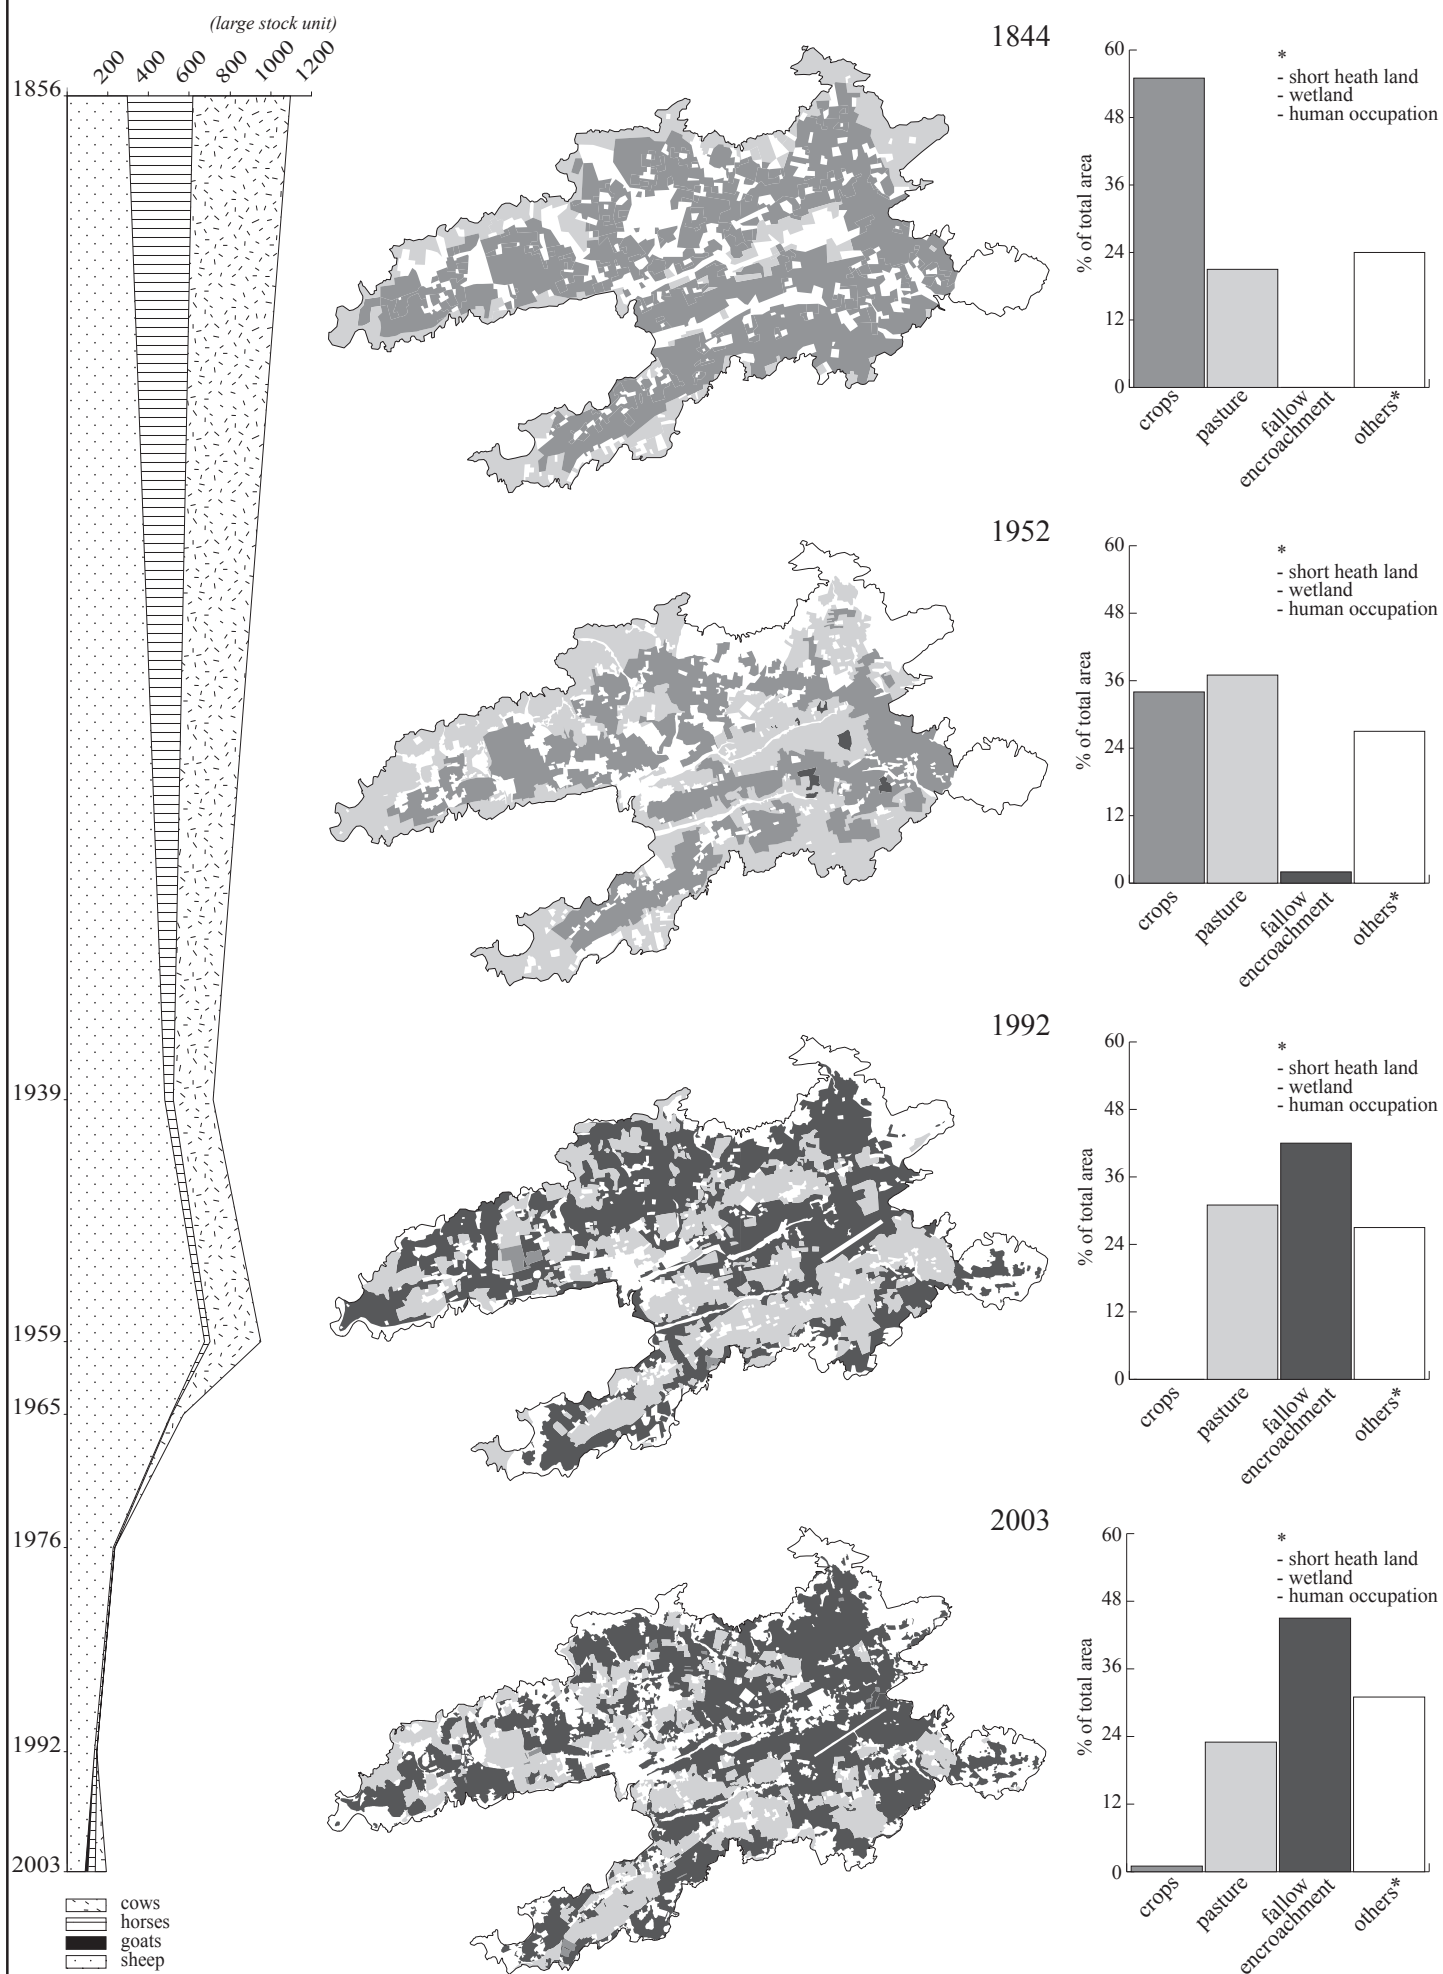 (large stock unit)
200 400 600 800 1000 1200
1856
1939
1959
1965
1976
1992
2003
cows
horses
goats
sheep
1844
60
48
36
24
12
0
% of total area
*
- short heath land
- wetland
- human occupation
crops
pasture
fallow
encroachment
others*
1952
60
48
36
24
12
0
% of total area
*
- short heath land
- wetland
- human occupation
crops
pasture
fallow
encroachment
others*
1992
60
48
36
24
12
0
% of total area
*
- short heath land
- wetland
- human occupation
crops
pasture
fallow
encroachment
others*
2003
60
48
36
24
12
0
% of total area
*
- short heath land
- wetland
- human occupation
crops
pasture
fallow
encroachment
others*